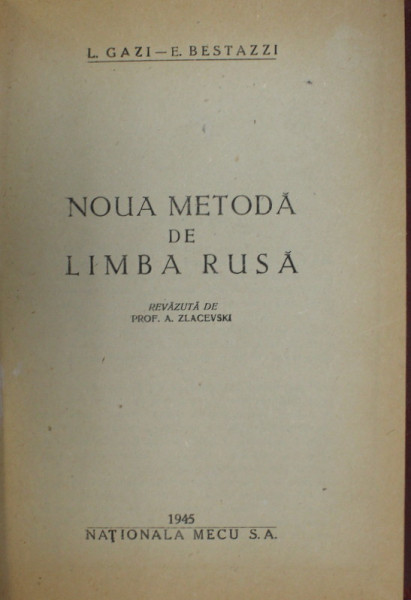 L. GAZI — E. BESTAZZI
NOUA METODĂ
DE
LIMBA RUSĂ
REVĂZUTĂ DE
PROF. A. ZLACEVSKI
1945
NAȚIONALA MECU S. A.